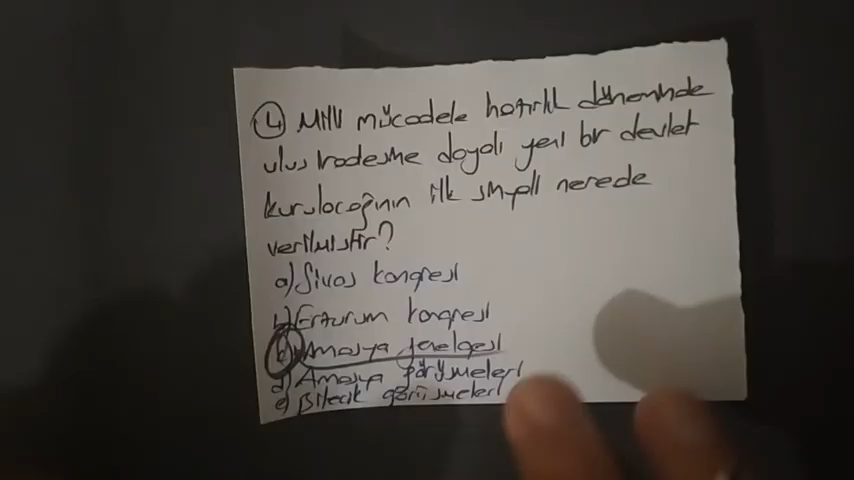 4 Milli mücadele hazırlık döneminde
ulus iradesine dayalı yeni bir devlet
kurulacağının ilk sinyali nerede
verilmiştir?
a) Sivas kongresi
b) Erzurum kongresi
c) Amasya genelgesi
d) Amasya görüşmeleri
e) Bilecik görüşmeleri